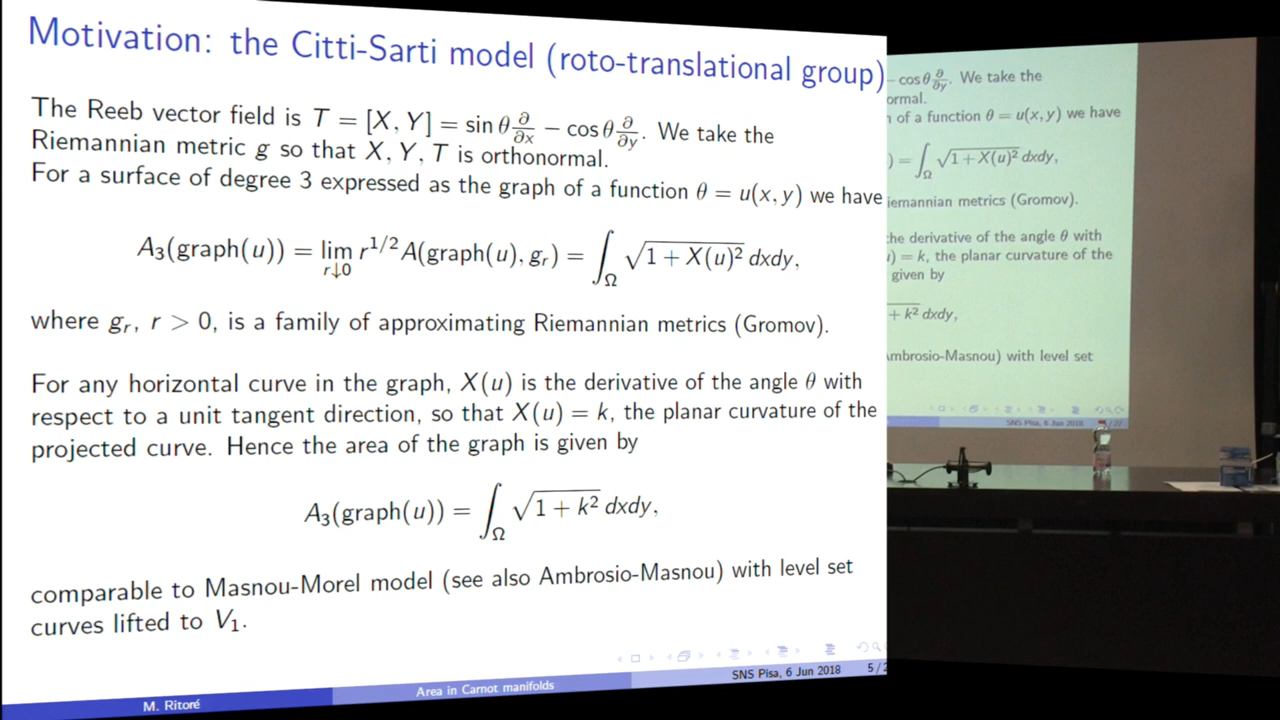 Motivation: the Citti-Sarti model (roto-translational group)
The Reeb vector field is T = [X, Y] = sin θ ∂/∂x − cos θ ∂/∂y. We take the
Riemannian metric g so that X, Y, T is orthonormal.
For a surface of degree 3 expressed as the graph of a function θ = u(x, y) we have
A₃(graph(u)) = lim_{r↓0} r^{1/2} A(graph(u), g_r) = ∫_Ω √(1 + X(u)²) dxdy,
where g_r, r > 0, is a family of approximating Riemannian metrics (Gromov).
For any horizontal curve in the graph, X(u) is the derivative of the angle θ with
respect to a unit tangent direction, so that X(u) = k, the planar curvature of the
projected curve. Hence the area of the graph is given by
A₃(graph(u)) = ∫_Ω √(1 + k²) dxdy,
comparable to Masnou-Morel model (see also Ambrosio-Masnou) with level set
curves lifted to V₁.
M. Ritoré
Area in Carnot manifolds
SNS Pisa, 6 Jun 2018
5 / 2
− cos θ ∂/∂y. We take the
ormal.
of a function θ = u(x, y) we have
) = ∫_Ω √(1 + X(u)²) dxdy,
iemannian metrics (Gromov).
the derivative of the angle θ with
) = k, the planar curvature of the
given by
+ k² dxdy,
mbrosio-Masnou) with level set
SNS Pisa, 6 Jun 2018